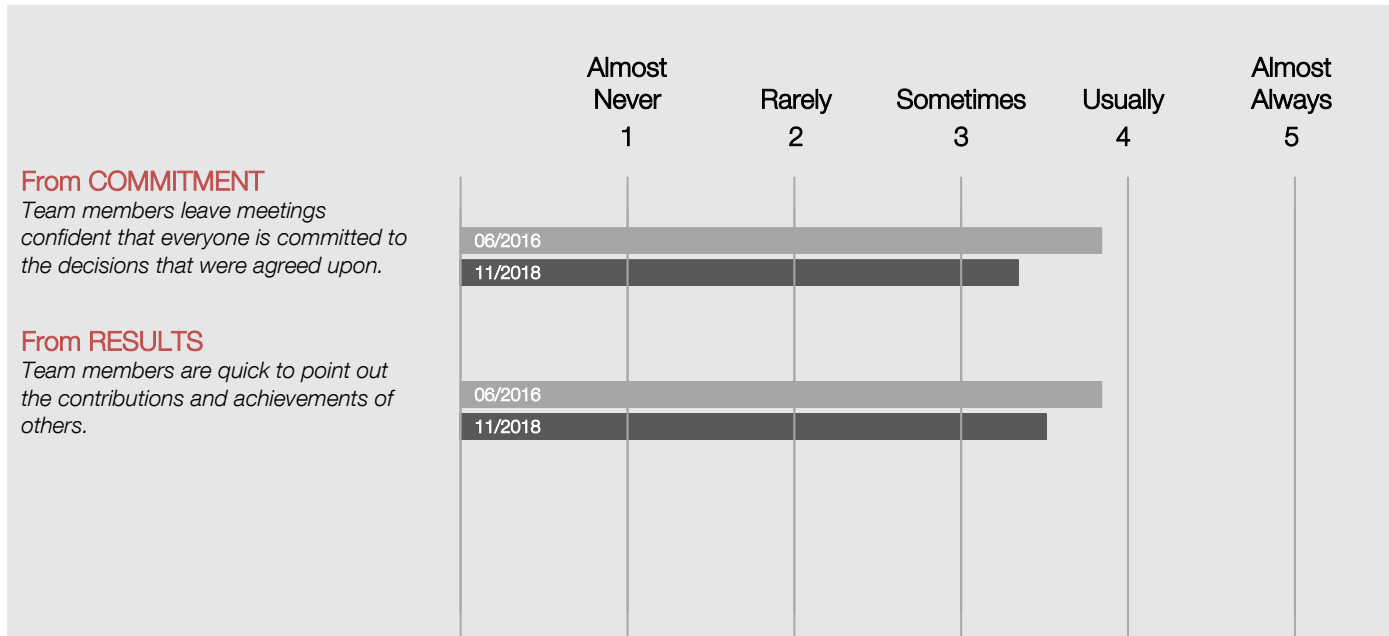 Almost
Never
Rarely
Sometimes
Usually
Almost
Always
1
2
3
4
5
From COMMITMENT
Team members leave meetings
confident that everyone is committed to
the decisions that were agreed upon.
06/2016
11/2018
From RESULTS
Team members are quick to point out
the contributions and achievements of
others.
06/2016
11/2018